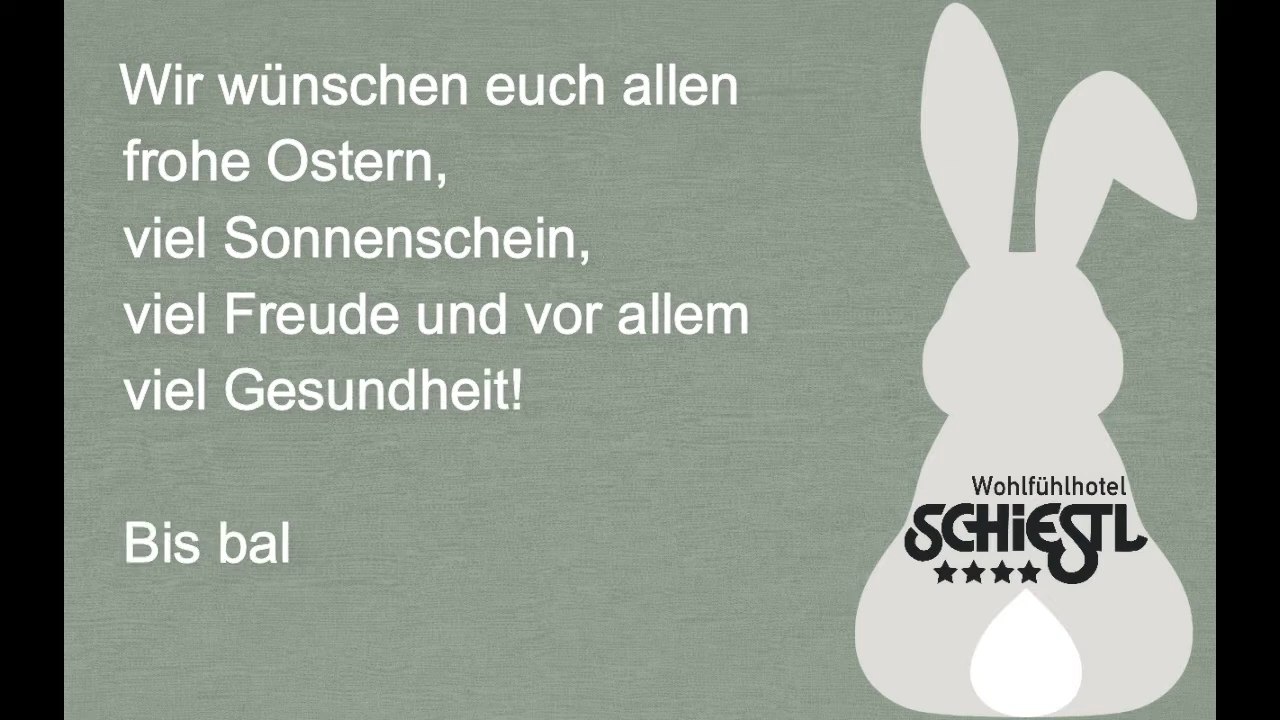 Wir wünschen euch allen
frohe Ostern,
viel Sonnenschein,
viel Freude und vor allem
viel Gesundheit!
Bis bal
Wohlfühlhotel
SCHiESTL